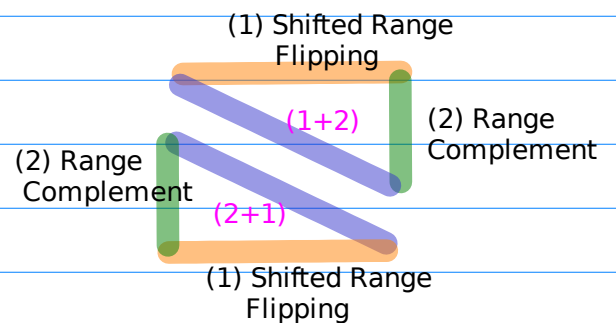 (1) Shifted Range
Flipping
(1+2)
(2) Range
Complement
(2) Range
Complement
(2+1)
(1) Shifted Range
Flipping